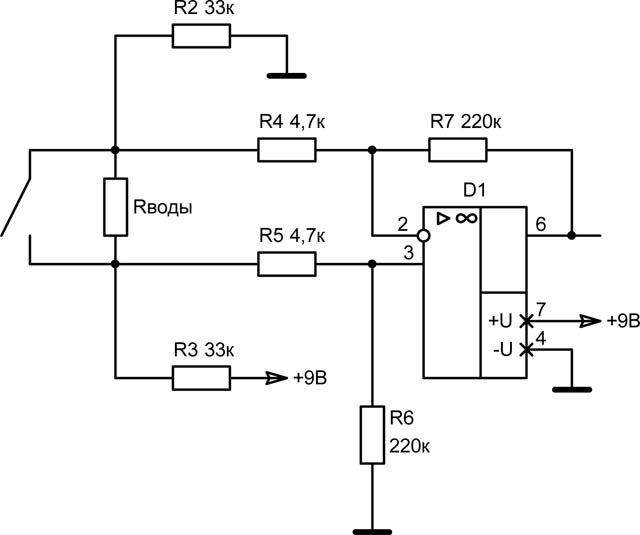 R2 33к
R4 4,7к
R7 220к
D1
Rводы
2
▷ ∞
6
R5 4,7к
3
+U
7
+9В
-U
4
R3 33к
+9В
R6
220к